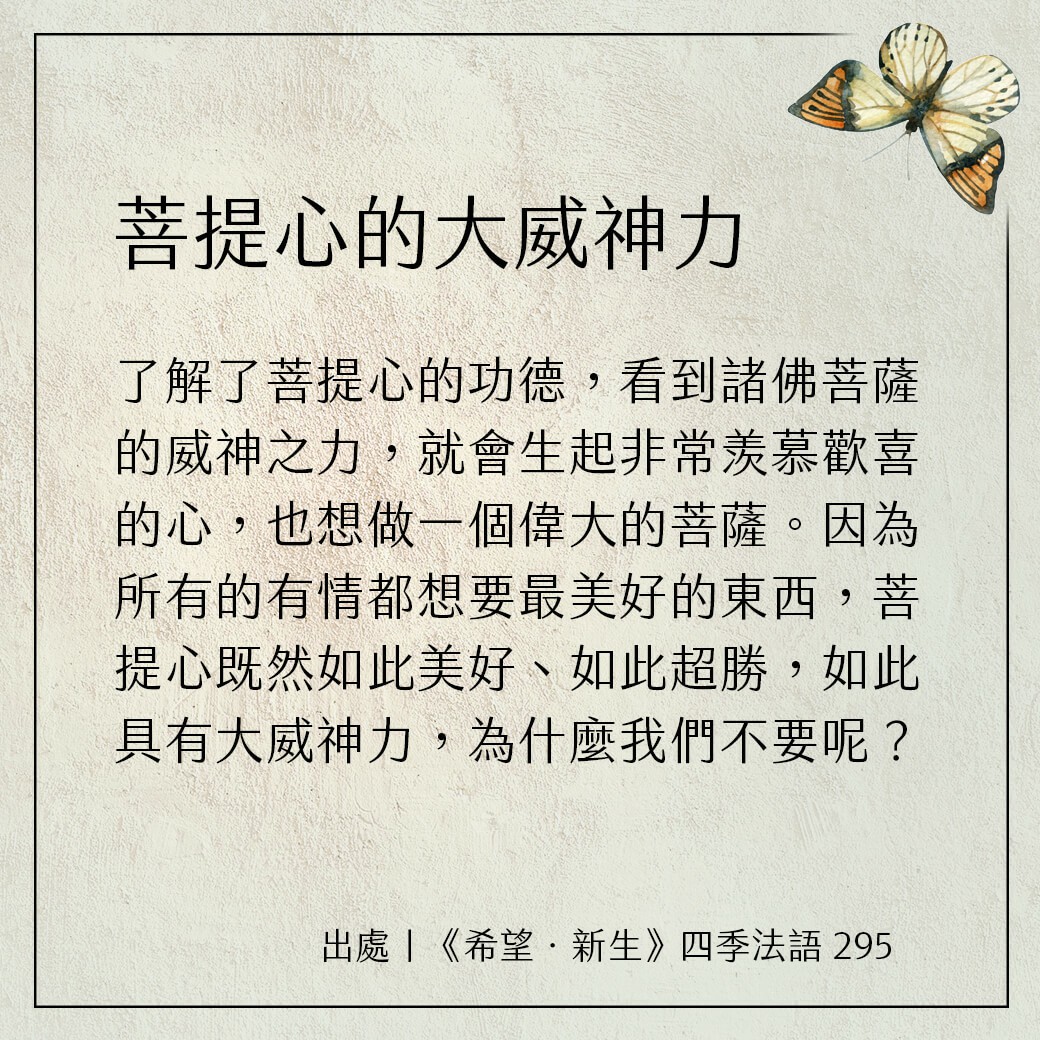 菩提心的大威神力
了解了菩提心的功德，看到諸佛菩薩
的威神之力，就會生起非常羨慕歡喜
的心，也想做一個偉大的菩薩。因為
所有的有情都想要最美好的東西，菩
提心既然如此美好、如此超勝，如此
具有大威神力，為什麼我們不要呢？
出處｜《希望．新生》四季法語 295